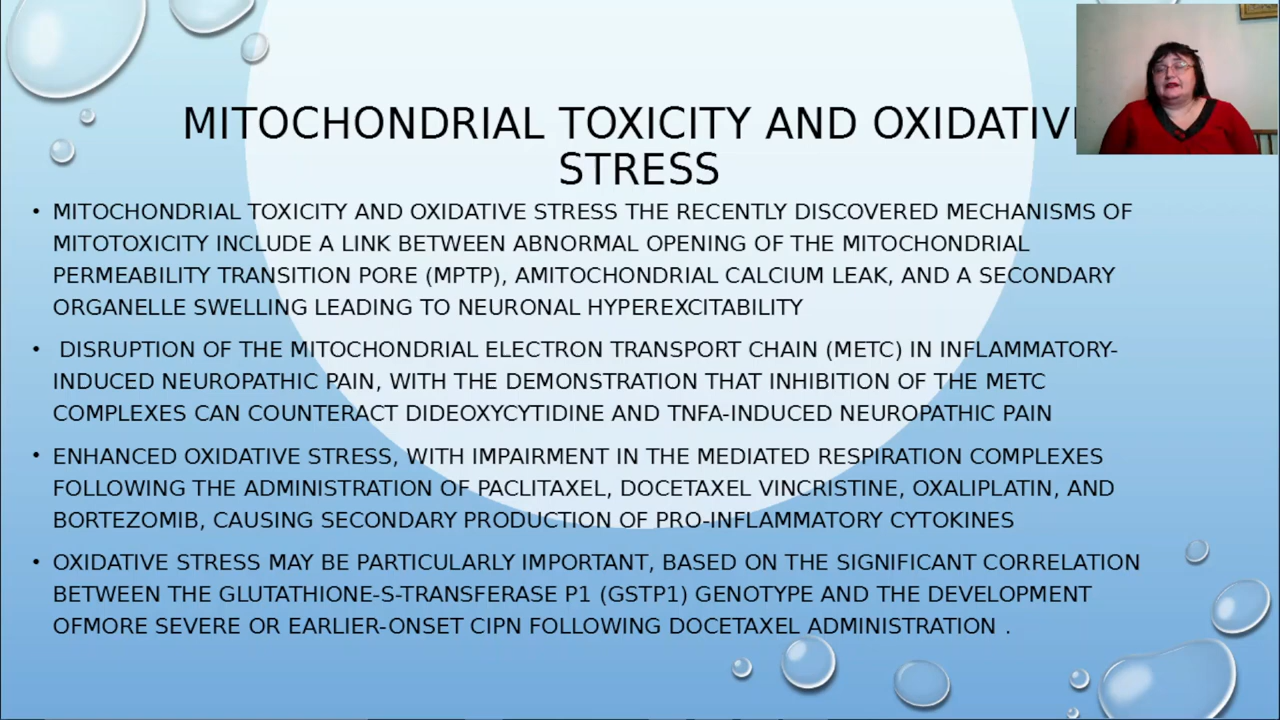 MITOCHONDRIAL TOXICITY AND OXIDATIV
STRESS
• MITOCHONDRIAL TOXICITY AND OXIDATIVE STRESS THE RECENTLY DISCOVERED MECHANISMS OF
MITOTOXICITY INCLUDE A LINK BETWEEN ABNORMAL OPENING OF THE MITOCHONDRIAL
PERMEABILITY TRANSITION PORE (MPTP), AMITOCHONDRIAL CALCIUM LEAK, AND A SECONDARY
ORGANELLE SWELLING LEADING TO NEURONAL HYPEREXCITABILITY
• DISRUPTION OF THE MITOCHONDRIAL ELECTRON TRANSPORT CHAIN (METC) IN INFLAMMATORY-
INDUCED NEUROPATHIC PAIN, WITH THE DEMONSTRATION THAT INHIBITION OF THE METC
COMPLEXES CAN COUNTERACT DIDEOXYCYTIDINE AND TNFA-INDUCED NEUROPATHIC PAIN
• ENHANCED OXIDATIVE STRESS, WITH IMPAIRMENT IN THE MEDIATED RESPIRATION COMPLEXES
FOLLOWING THE ADMINISTRATION OF PACLITAXEL, DOCETAXEL VINCRISTINE, OXALIPLATIN, AND
BORTEZOMIB, CAUSING SECONDARY PRODUCTION OF PRO-INFLAMMATORY CYTOKINES
• OXIDATIVE STRESS MAY BE PARTICULARLY IMPORTANT, BASED ON THE SIGNIFICANT CORRELATION
BETWEEN THE GLUTATHIONE-S-TRANSFERASE P1 (GSTP1) GENOTYPE AND THE DEVELOPMENT
OFMORE SEVERE OR EARLIER-ONSET CIPN FOLLOWING DOCETAXEL ADMINISTRATION .